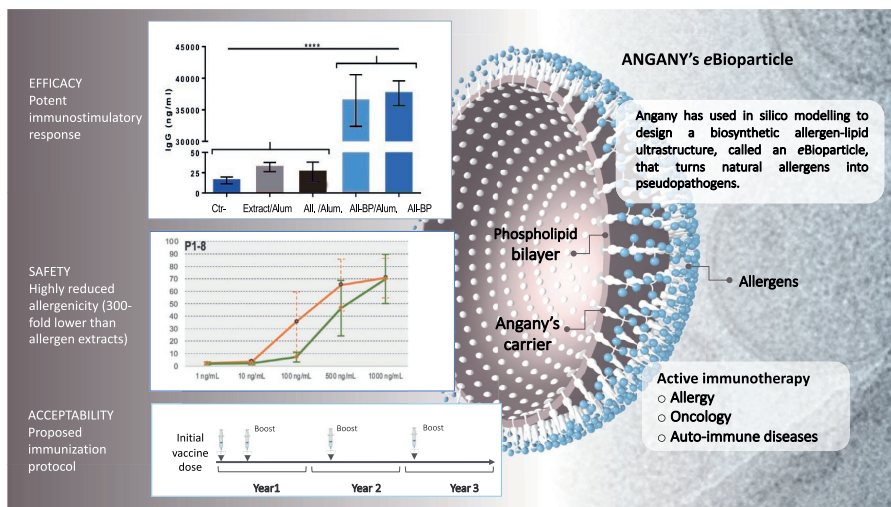 EFFICACY
Potent
immunostimulatory
response
IgG (ng/ml)
45000
40000
35000
30000
50
25
0
****
Ctr-
Extract/Alum
All, /Alum,
All-BP/Alum,
All-BP
SAFETY
Highly reduced
allergenicity (300-
fold lower than
allergen extracts)
P1-8
100
90
80
70
60
50
40
30
20
10
0
1 ng/mL
10 ng/mL
100 ng/mL
500 ng/mL
1000 ng/mL
ACCEPTABILITY
Proposed
immunization
protocol
Initial
vaccine
dose
Boost
Boost
Boost
Year1
Year 2
Year 3
ANGANY's eBioparticle
Angany has used in silico modelling to
design a biosynthetic allergen-lipid
ultrastructure, called an eBioparticle,
that turns natural allergens into
pseudopathogens.
Phospholipid
bilayer
Allergens
Angany's
carrier
Active immunotherapy
○ Allergy
○ Oncology
○ Auto-immune diseases